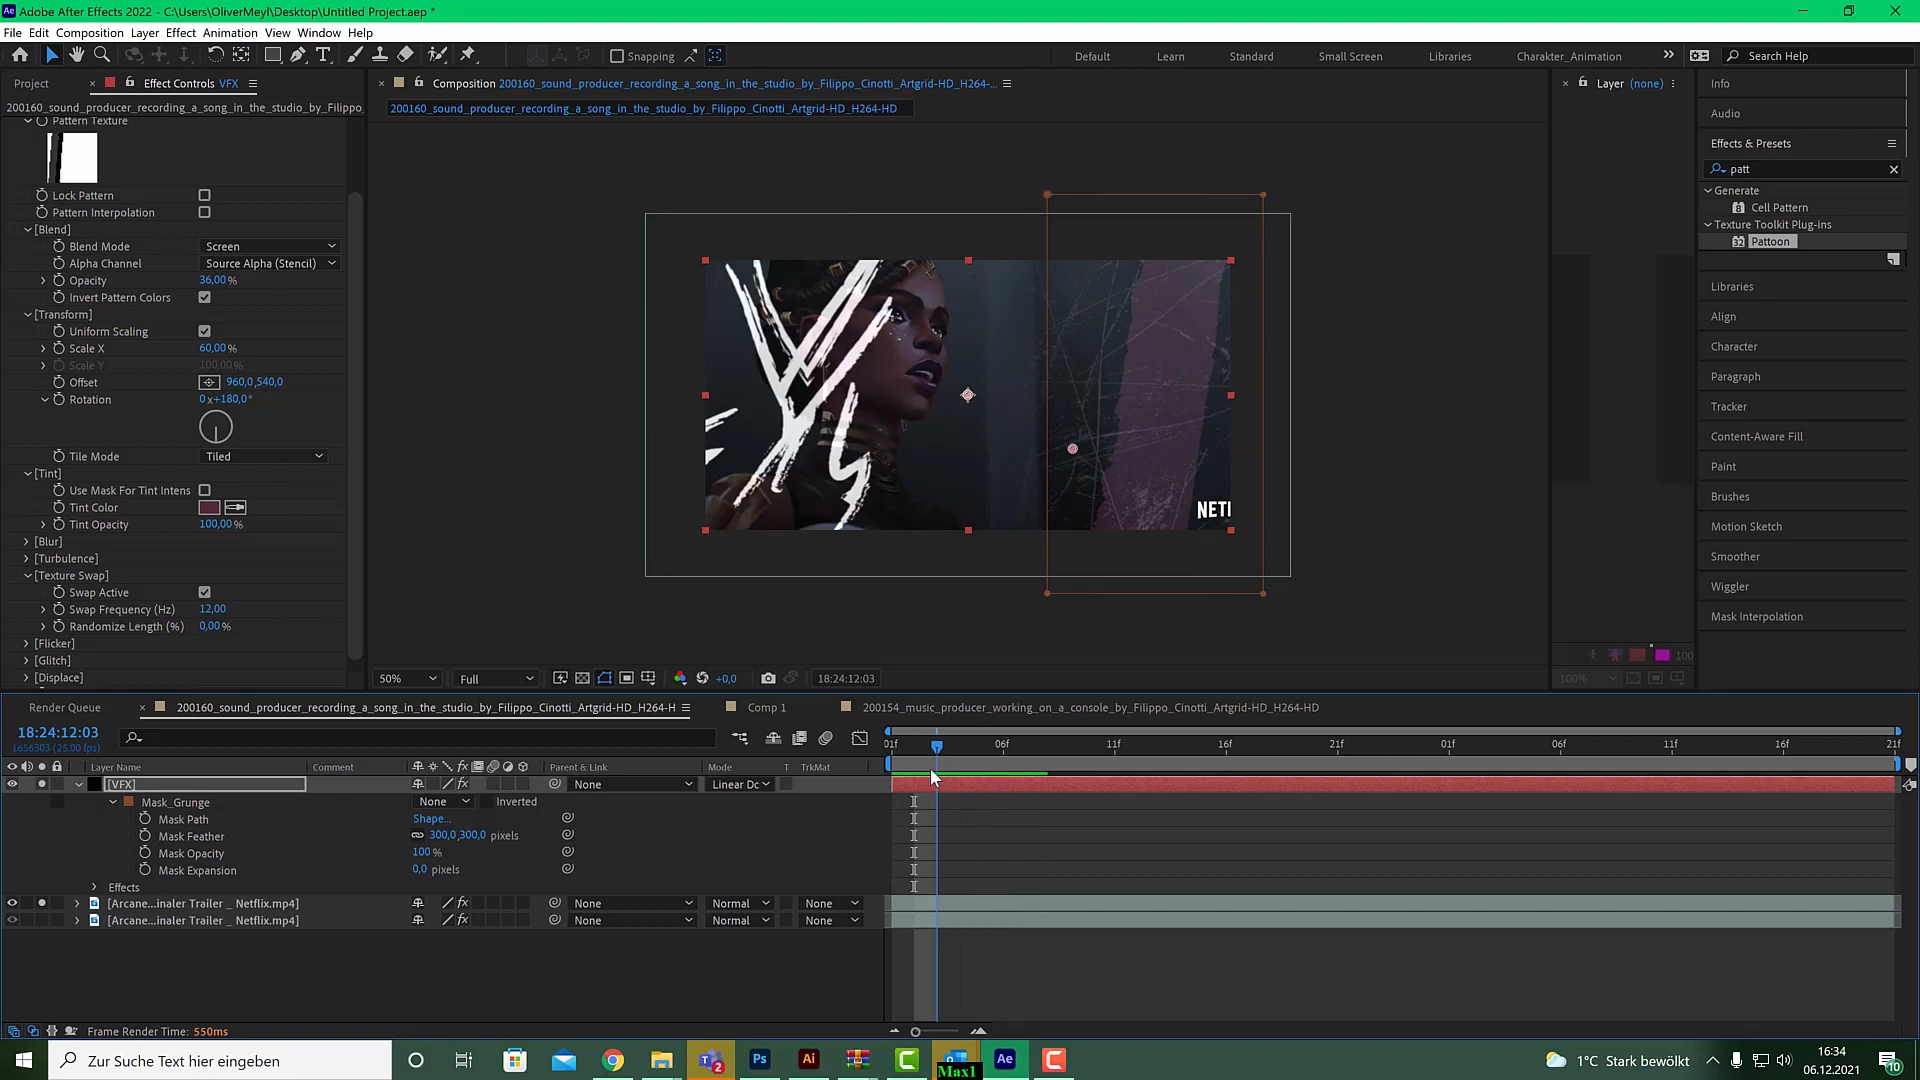 Adobe After Effects 2022 - C:\Users\OliverMeyl\Desktop\Untitled Project.aep *
File Edit Composition Layer Effect Animation View Window Help
Snapping
Default Learn Standard Small Screen Libraries Charakter_Animation
Search Help
Project Effect Controls VFX
200160_sound_producer_recording_a_song_in_the_studio_by_Filippo
Pattern Texture
Lock Pattern
Pattern Interpolation
[Blend]
Blend Mode Screen
Alpha Channel Source Alpha (Stencil)
Opacity 36,00%
Invert Pattern Colors
[Transform]
Uniform Scaling
Scale X 60,00%
Scale Y 100,00%
Offset 960,0,540,0
Rotation 0x+180,0°
Tile Mode Tiled
[Tint]
Use Mask For Tint Intens
Tint Color
Tint Opacity 100,00%
[Blur]
[Turbulence]
[Texture Swap]
Swap Active
Swap Frequency (Hz) 12,00
Randomize Length (%) 0,00%
[Flicker]
[Glitch]
[Displace]
Composition 200160_sound_producer_recording_a_song_in_the_studio_by_Filippo_Cinotti_Artgrid-HD_H264-...
200160_sound_producer_recording_a_song_in_the_studio_by_Filippo_Cinotti_Artgrid-HD_H264-HD
NETI
50% Full +0,0 18:24:12:03
Layer (none)
100
100%
Info
Audio
Effects & Presets
patt
Generate
8 Cell Pattern
Texture Toolkit Plug-ins
32 Pattoon
Libraries
Align
Character
Paragraph
Tracker
Content-Aware Fill
Paint
Brushes
Motion Sketch
Smoother
Wiggler
Mask Interpolation
Render Queue 200160_sound_producer_recording_a_song_in_the_studio_by_Filippo_Cinotti_Artgrid-HD_H264-H Comp 1 200154_music_producer_working_on_a_console_by_Filippo_Cinotti_Artgrid-HD_H264-HD
18:24:12:03
1656303 (25.00 fps)
01f 06f 11f 16f 21f 01f 06f 11f 16f 21f
Layer Name Comment Parent & Link Mode T TrkMat
[VFX] None Linear Dc
Mask_Grunge None Inverted
Mask Path Shape...
Mask Feather 300,0,300,0 pixels
Mask Opacity 100%
Mask Expansion 0,0 pixels
Effects
[Arcane...inaler Trailer _ Netflix.mp4] None Normal None
[Arcane...inaler Trailer _ Netflix.mp4] None Normal None
Frame Render Time: 550ms
Zur Suche Text hier eingeben
2
Ps Ai Max1 Ae
1°C Stark bewölkt
16:34
06.12.2021
10